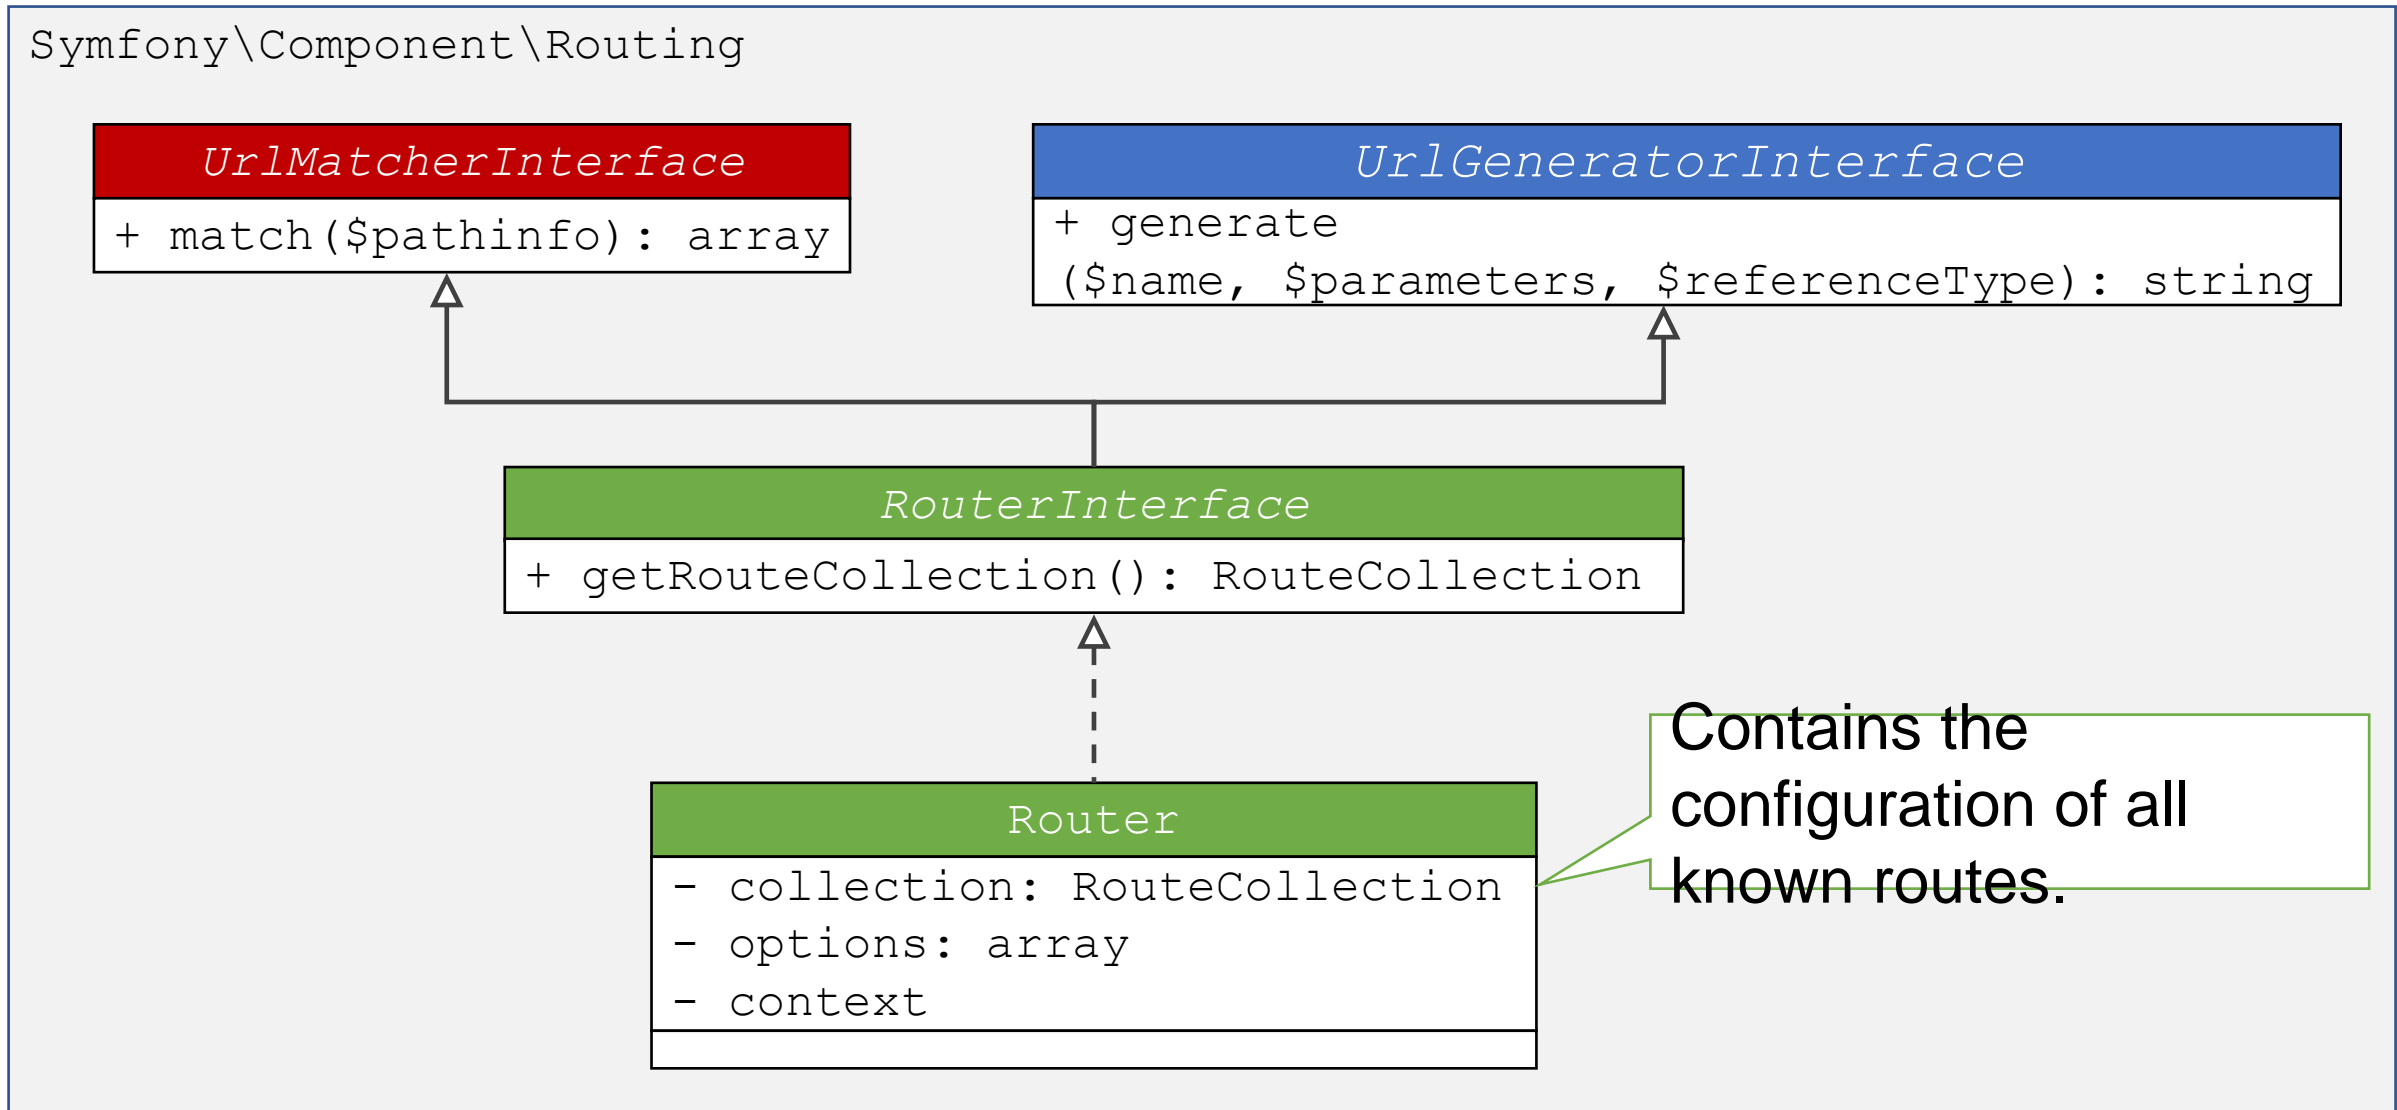 Symfony\Component\Routing
UrlMatcherInterface
+ match($pathinfo): array
UrlGeneratorInterface
+ generate
($name, $parameters, $referenceType): string
RouterInterface
+ getRouteCollection(): RouteCollection
Router
- collection: RouteCollection
- options: array
- context
Contains the
configuration of all
known routes.